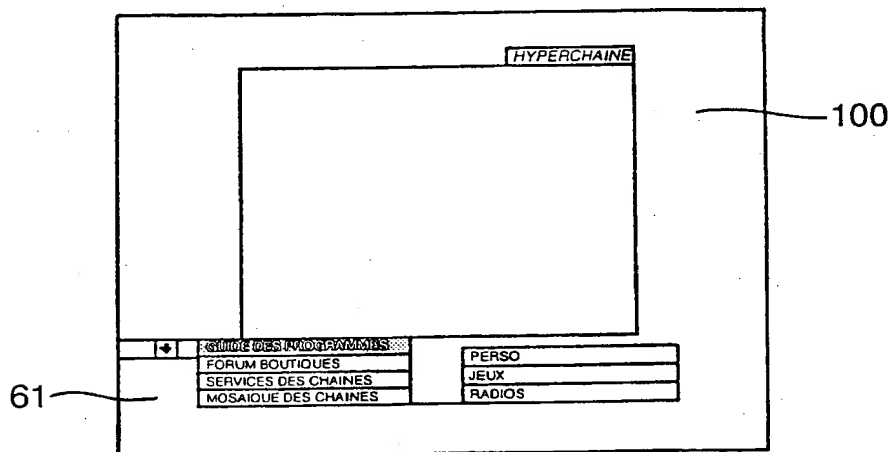 HYPERCHAINE
100
GUIDE DES PROGRAMMES
FORUM BOUTIQUES
SERVICES DES CHAINES
MOSAIQUE DES CHAINES
PERSO
JEUX
RADIOS
61